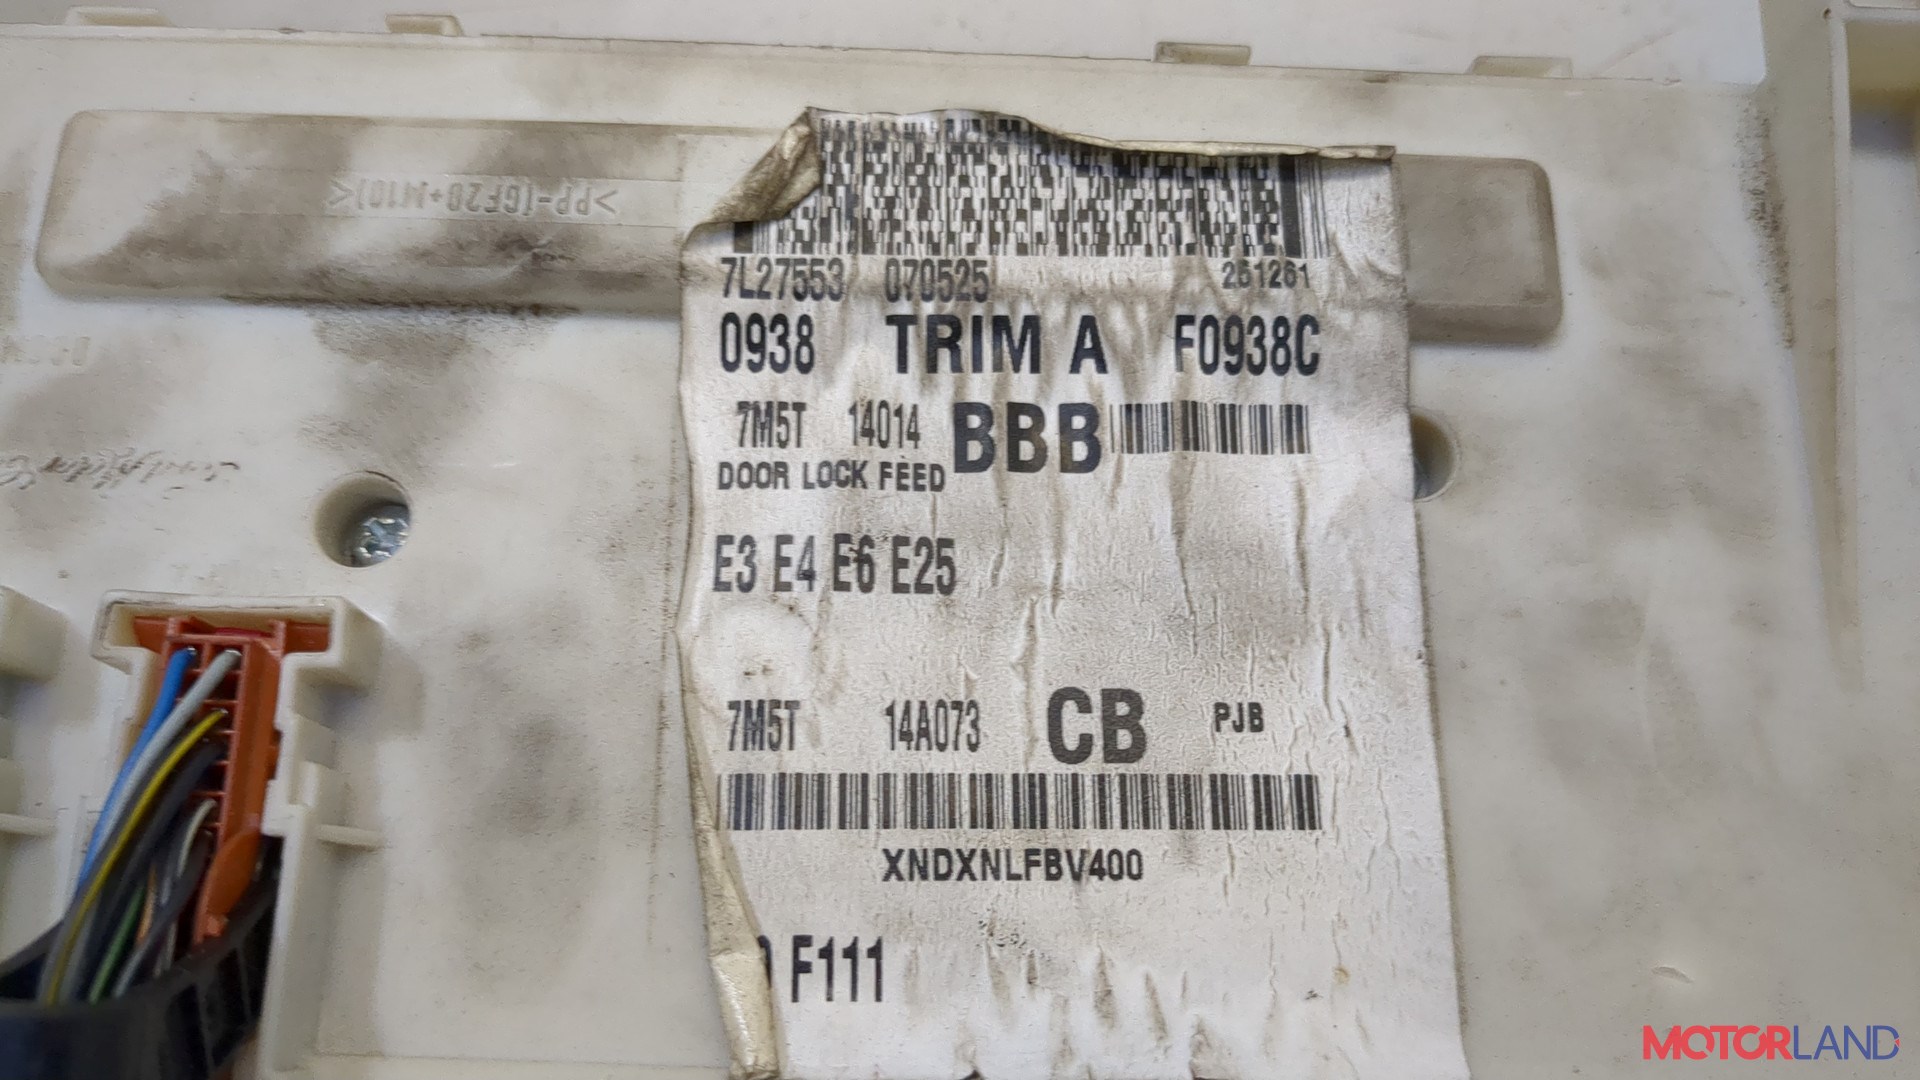 >PP-(GF20+M10)<
7L27553 070525 251261
0938 TRIM A F0938C
7M5T 14014 BBB
DOOR LOCK FEED
E3 E4 E6 E25
7M5T 14A073 CB PJB
XNDXNLFBV400
F111
MOTORLAND